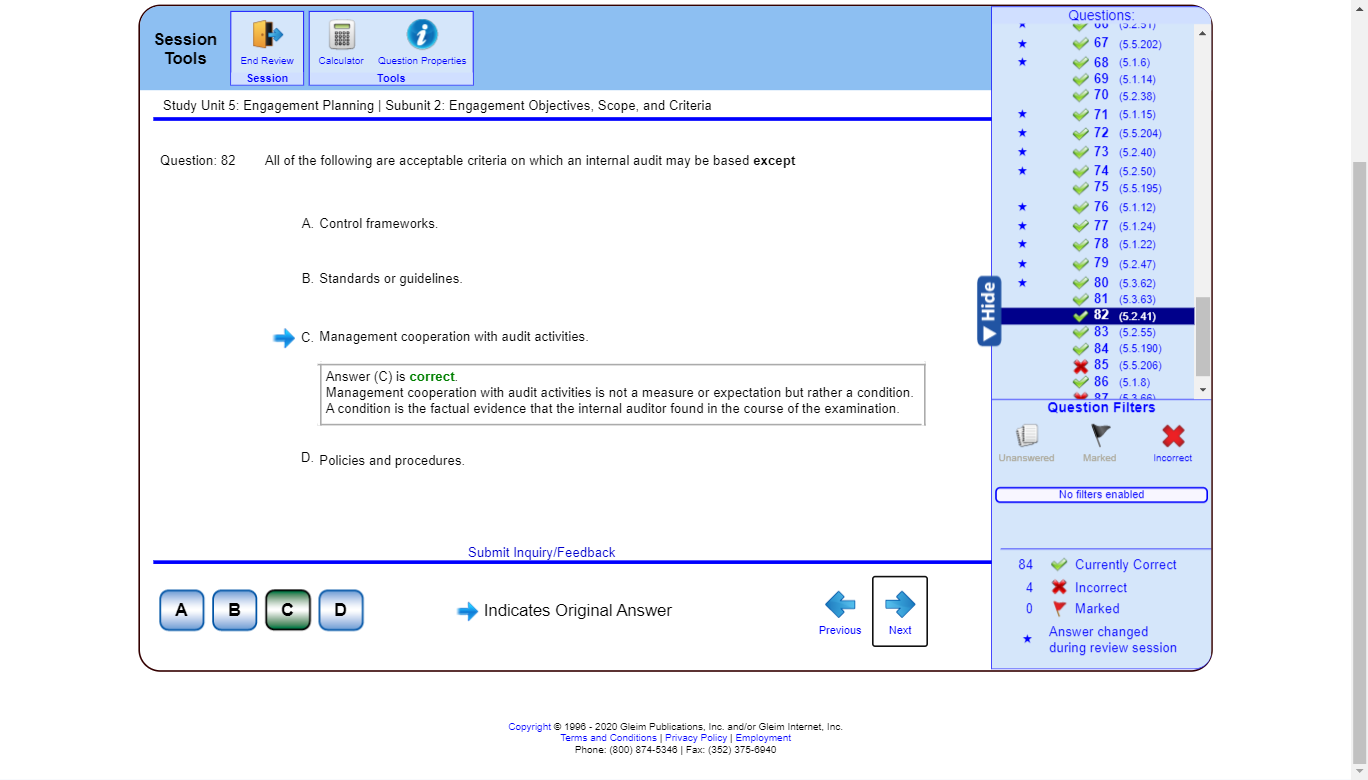 Session
Tools
End Review
Session
Calculator
Question Properties
Tools
Study Unit 5: Engagement Planning | Subunit 2: Engagement Objectives, Scope, and Criteria
Question: 82 All of the following are acceptable criteria on which an internal audit may be based except
A. Control frameworks.
B. Standards or guidelines.
C. Management cooperation with audit activities.
Answer (C) is correct.
Management cooperation with audit activities is not a measure or expectation but rather a condition.
A condition is the factual evidence that the internal auditor found in the course of the examination.
D. Policies and procedures.
Submit Inquiry/Feedback
A B C D
Indicates Original Answer
Previous
Next
Hide
Questions:
66 (5.2.51)
67 (5.5.202)
68 (5.1.6)
69 (5.1.14)
70 (5.2.38)
71 (5.1.15)
72 (5.5.204)
73 (5.2.40)
74 (5.2.50)
75 (5.5.195)
76 (5.1.12)
77 (5.1.24)
78 (5.1.22)
79 (5.2.47)
80 (5.3.62)
81 (5.3.63)
82 (5.2.41)
83 (5.2.55)
84 (5.5.190)
85 (5.5.206)
86 (5.1.8)
87 (5.3.66)
Question Filters
Unanswered
Marked
Incorrect
No filters enabled
84 Currently Correct
4 Incorrect
0 Marked
Answer changed
during review session
Copyright © 1996 - 2020 Gleim Publications, Inc. and/or Gleim Internet, Inc.
Terms and Conditions | Privacy Policy | Employment
Phone: (800) 874-5346 | Fax: (352) 375-6940